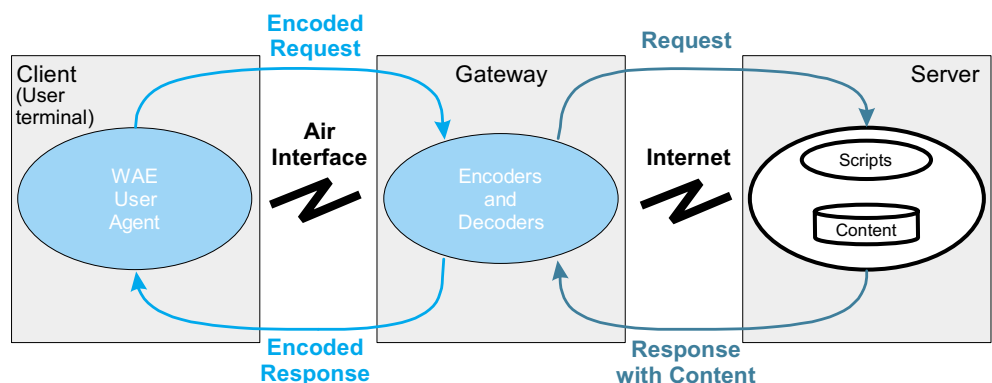 Encoded
Request
Request
Client
(User
terminal)
Gateway
Server
Air
Interface
Internet
WAE
User
Agent
Encoders
and
Decoders
Scripts
Content
Encoded
Response
Response
with Content